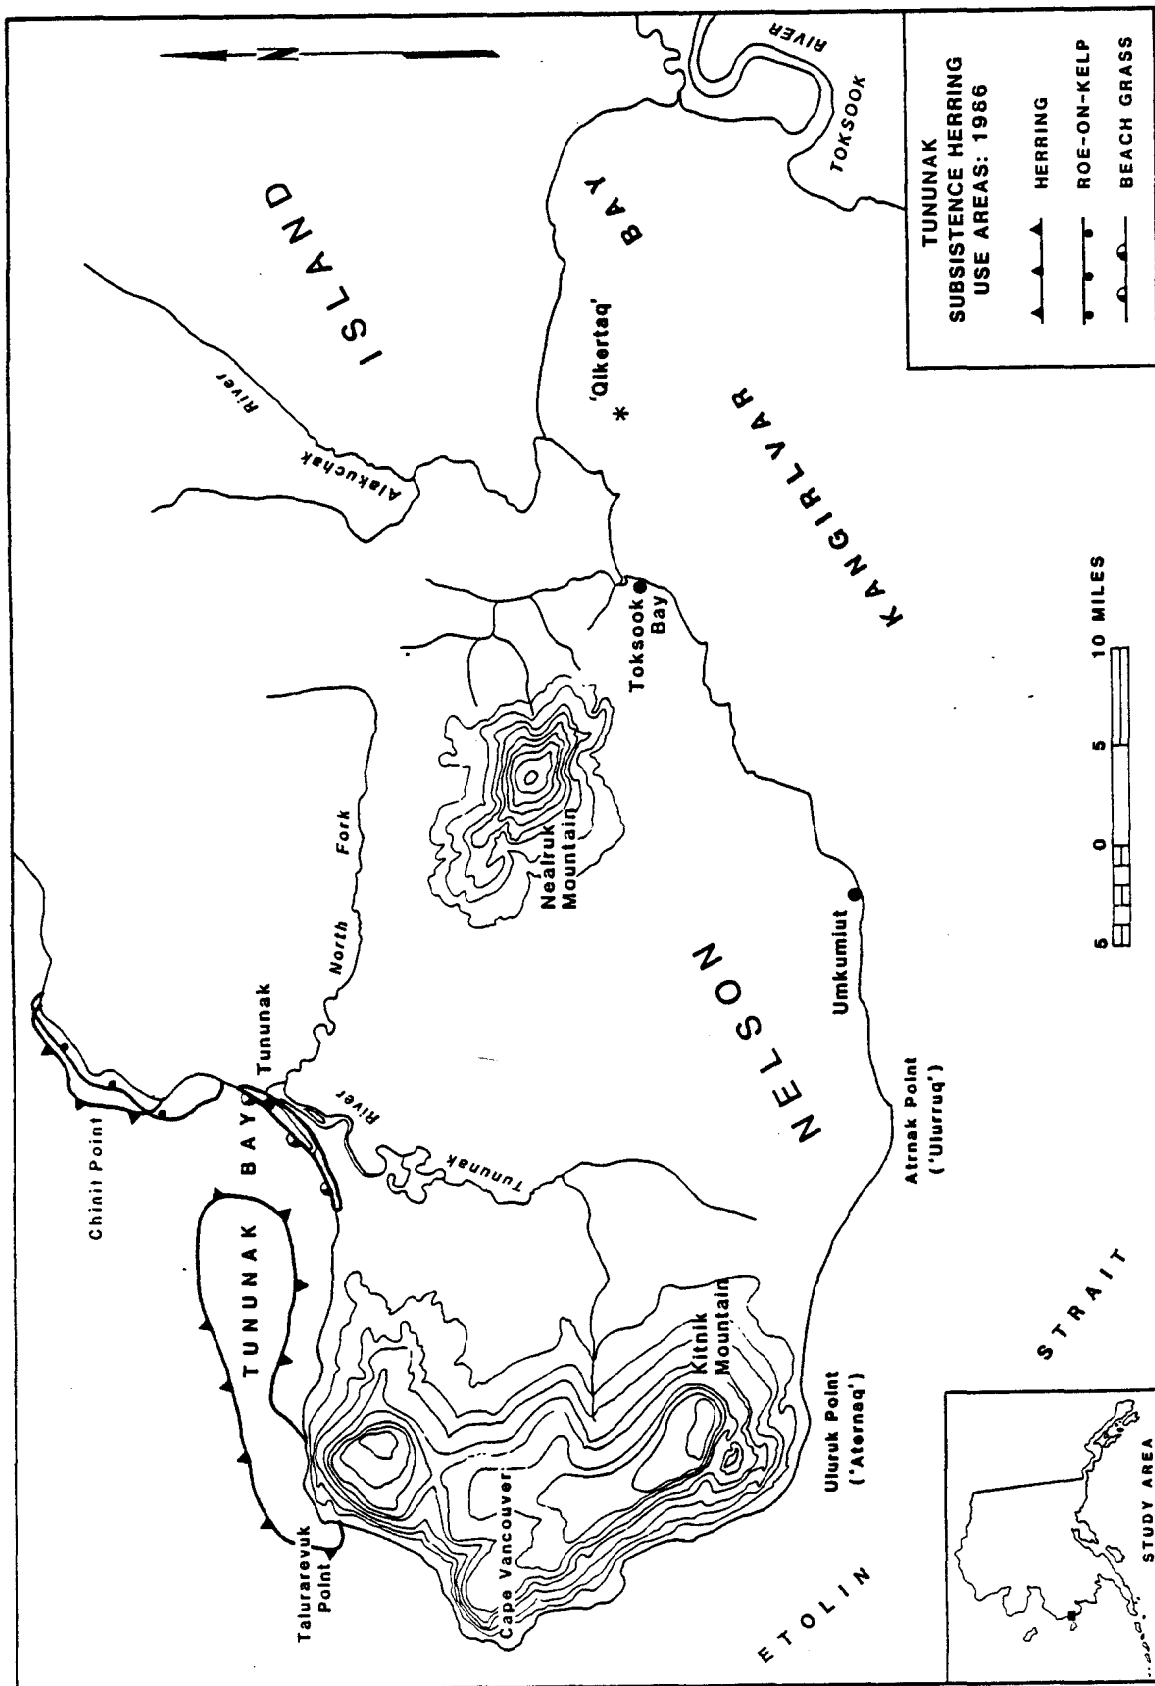 TUNUNAK
SUBSISTENCE HERRING
USE AREAS: 1986
HERRING
ROE-ON-KELP
BEACH GRASS
N
Chinit Point
TUNUNAK BAY
Tununak
Talurarevuk
Point
North Fork
River
Tununak
Alakuchak
River
NELSON ISLAND
Nealruk
Mountain
Kitnik
Mountain
Cape Vancouver
Toksook
Bay
'Qikertaq'
*
TOKSOOK
RIVER
KANGIRLVAR BAY
Umkumiut
Atrnak Point
('Ulurruq')
Uluruk Point
('Aternaq')
ETOLIN STRAIT
5 0 5 10 MILES
STUDY AREA